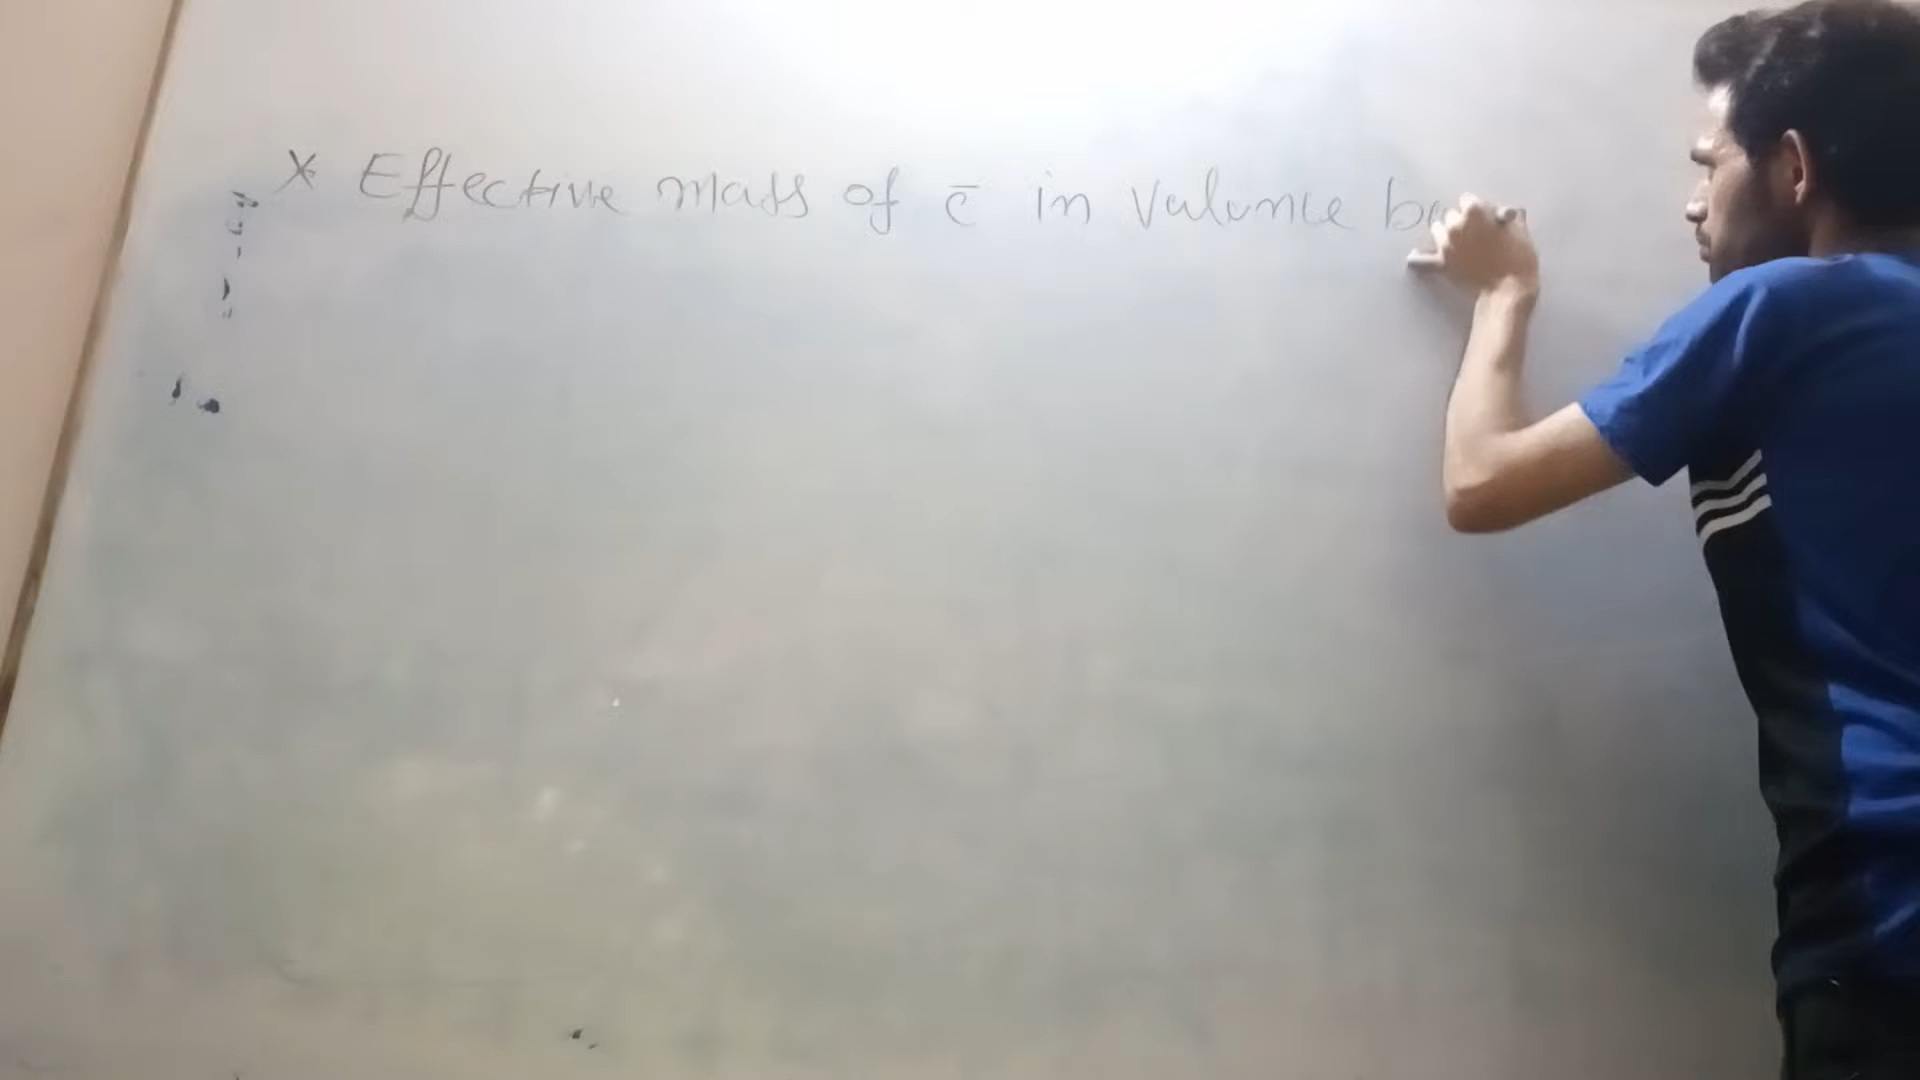 * Effective mass of e̅ in Valence ba